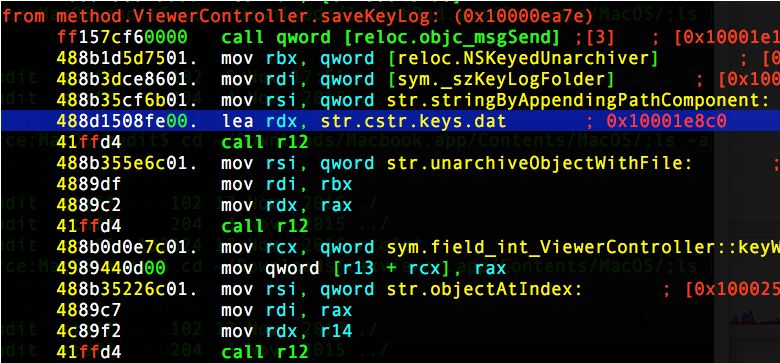 from method.ViewerController.saveKeyLog: (0x10000ea7e)
ff157cf60000 call qword [reloc.objc_msgSend] ;[3] ; [0x10001e1
488b1d5d7501. mov rbx, qword [reloc.NSKeyedUnarchiver] ; [0
488b3dce8601. mov rdi, qword [sym._szKeyLogFolder] ; [0x100
488b35cf6b01. mov rsi, qword str.stringByAppendingPathComponent:
488d1508fe00. lea rdx, str.cstr.keys.dat ; 0x10001e8c0
41ffd4 call r12
488b355e6c01. mov rsi, qword str.unarchiveObjectWithFile: ;
4889df mov rdi, rbx
4889c2 mov rdx, rax
41ffd4 call r12
488b0d0e7c01. mov rcx, qword sym.field_int_ViewerController::keyW
4989440d00 mov qword [r13 + rcx], rax
488b35226c01. mov rsi, qword str.objectAtIndex: ; [0x100025
4889c7 mov rdi, rax
4c89f2 mov rdx, r14
41ffd4 call r12